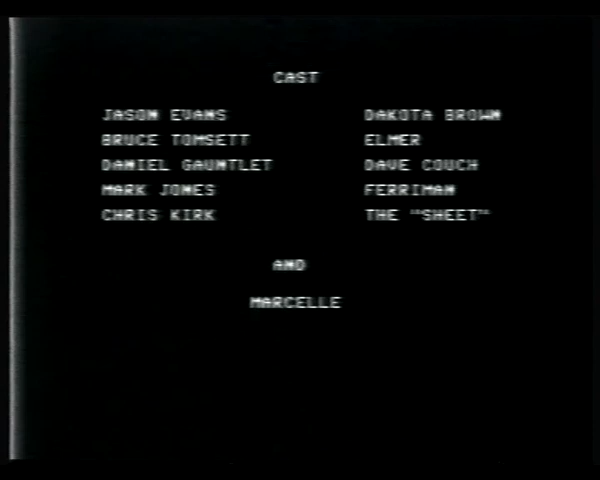 CAST
JASON EVANS DAKOTA BROWN
BRUCE TOMSETT ELMER
DANIEL GAUNTLET DAVE COUCH
MARK JONES FERRIMAN
CHRIS KIRK THE "SHEET"
AND
MARCELLE